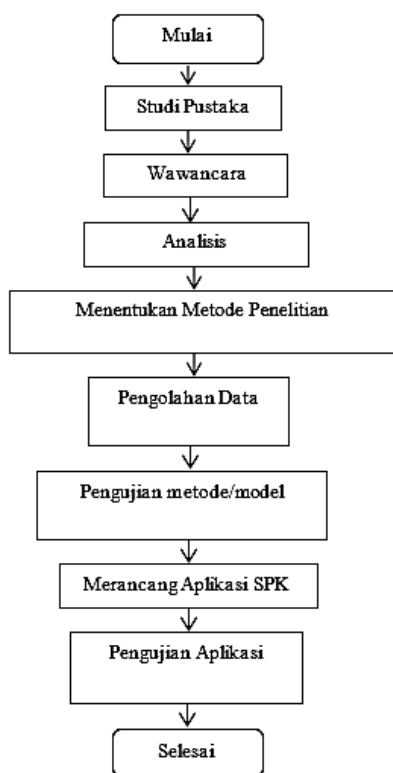 Mulai
Studi Pustaka
Wawancara
Analisis
Menentukan Metode Penelitian
Pengolahan Data
Pengujian metode/model
Merancang Aplikasi SPK
Pengujian Aplikasi
Selesai